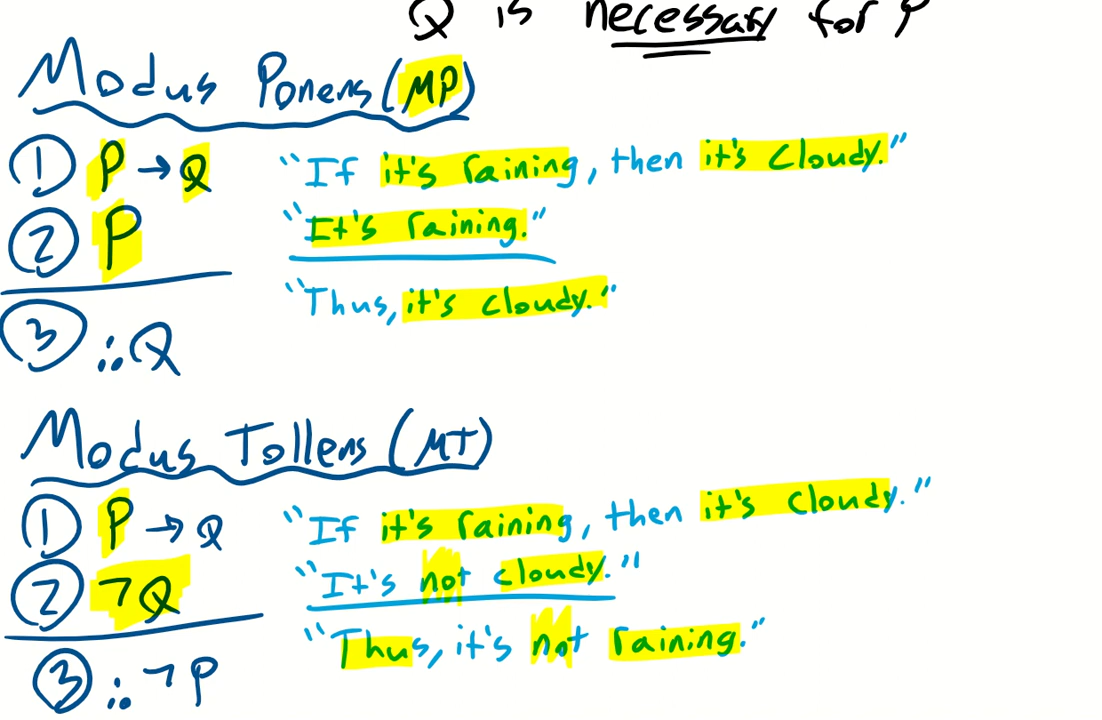 Q is necessary for P
Modus Ponens (MP)
① P → Q "If it's raining, then it's cloudy."
② P "It's raining."
③ ∴ Q "Thus, it's cloudy."
Modus Tollens (MT)
① P → Q "If it's raining, then it's cloudy."
② ¬Q "It's not cloudy."
③ ∴ ¬P "Thus, it's not raining."